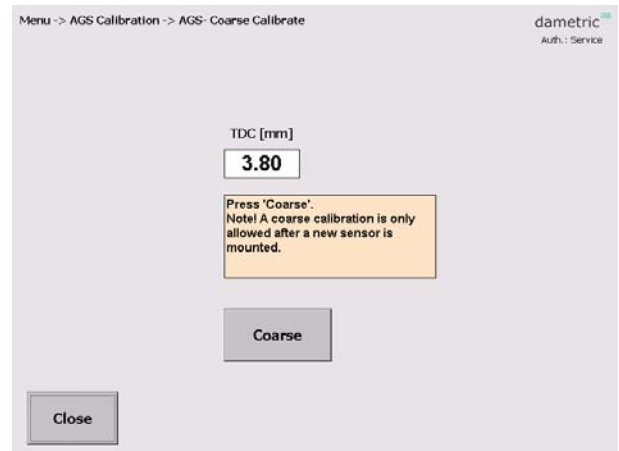 Menu -> AGS Calibration -> AGS- Coarse Calibrate
dametric
Auth.: Service
TDC [mm]
3.80
Press 'Coarse'.
Note! A coarse calibration is only
allowed after a new sensor is
mounted.
Coarse
Close